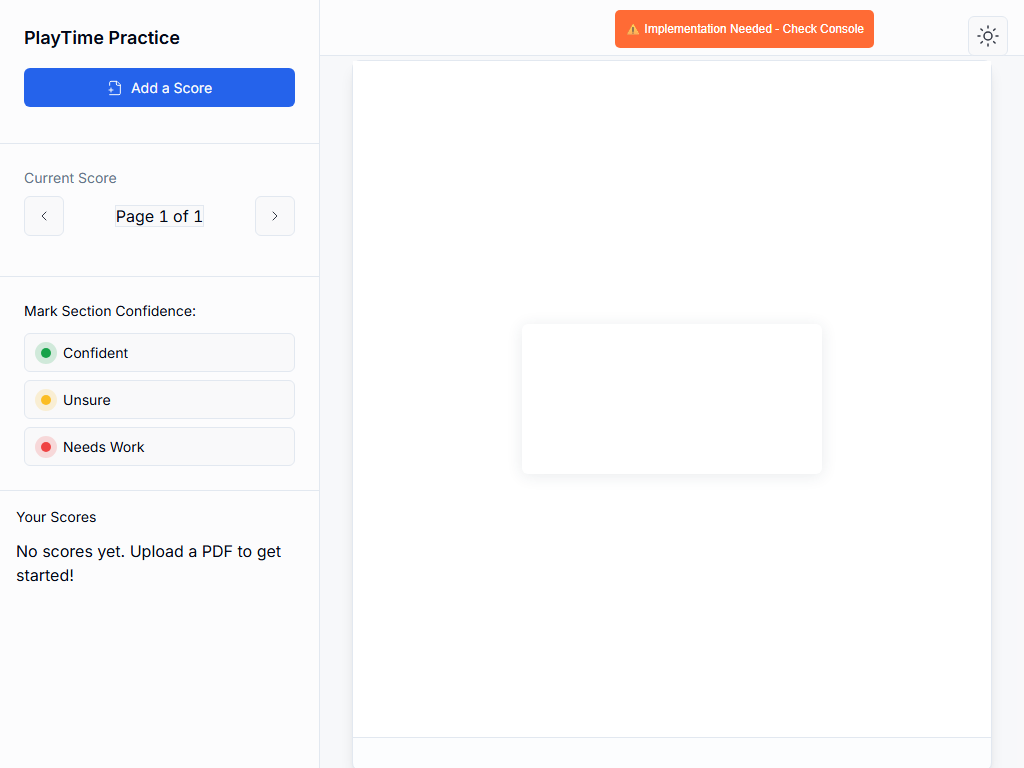 PlayTime Practice
Add a Score
Current Score
Page 1 of 1
Mark Section Confidence:
Confident
Unsure
Needs Work
Your Scores
No scores yet. Upload a PDF to get
started!
⚠️ Implementation Needed - Check Console